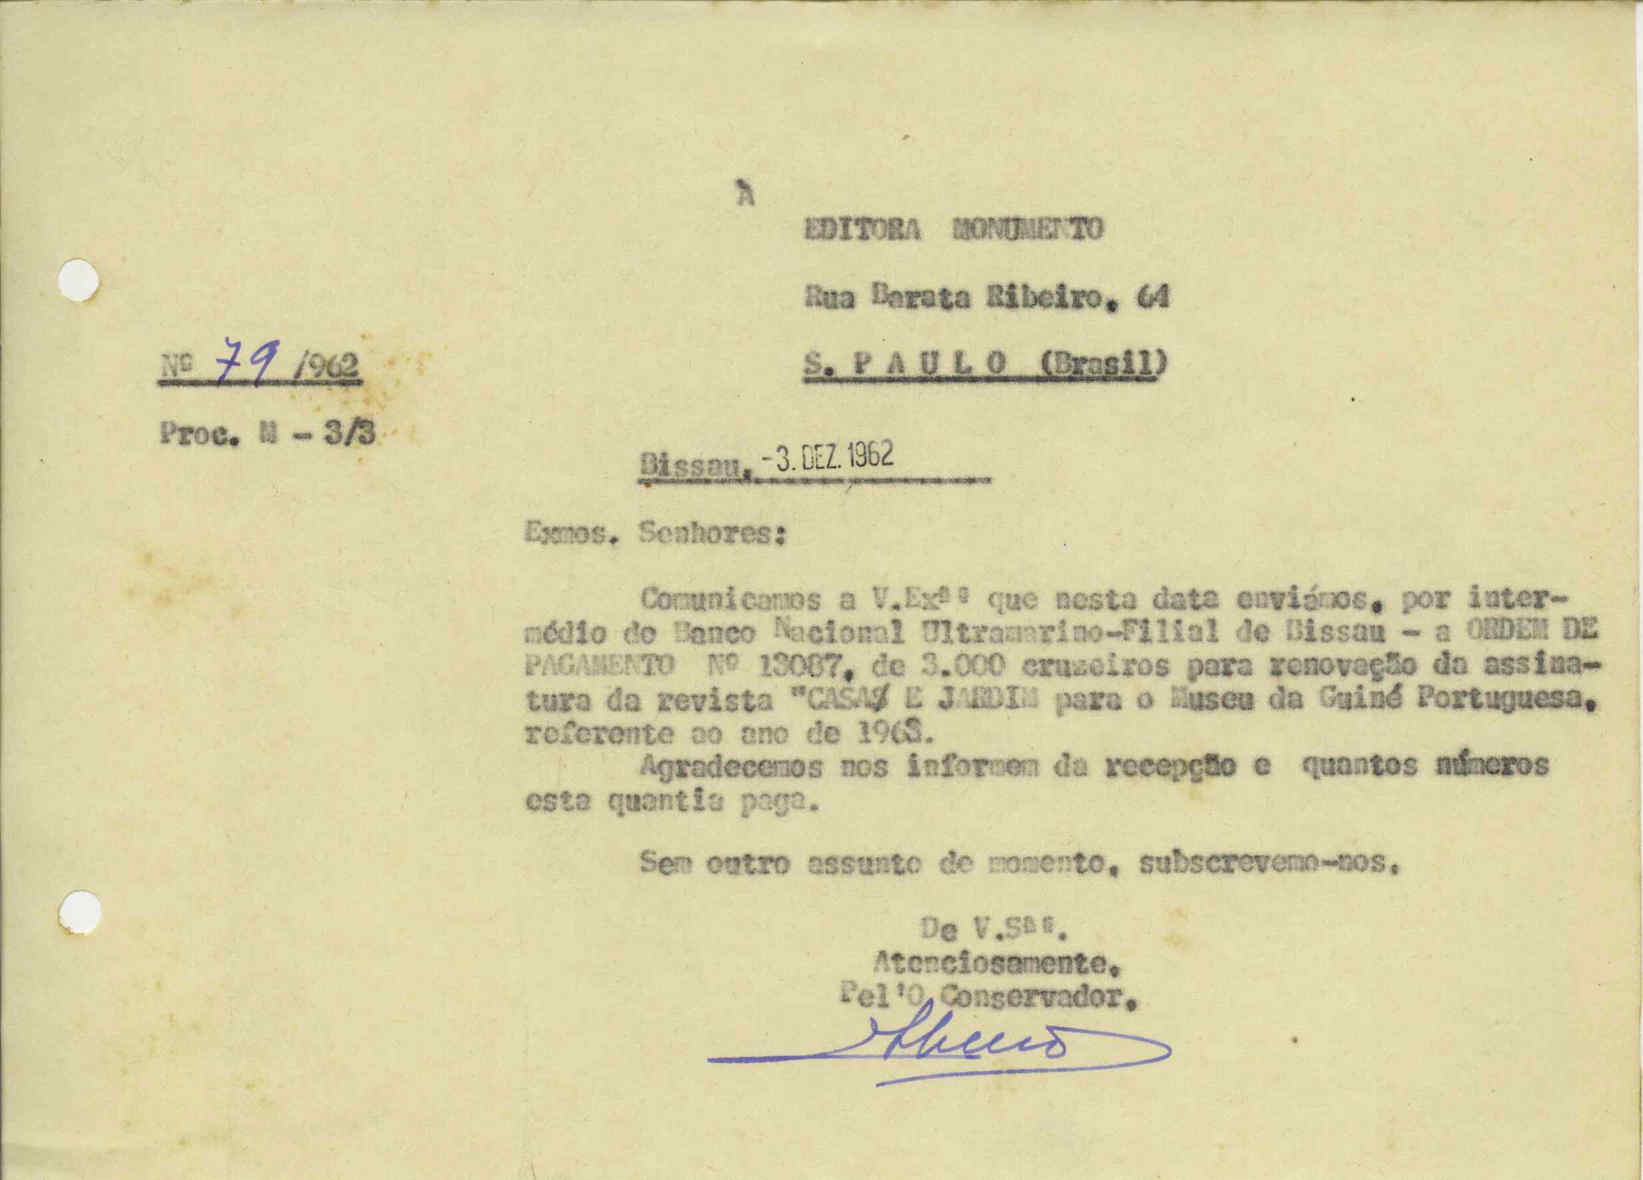 À
EDITORA MONUMENTO
Rua Barata Ribeiro, 64
Nº 79 /962
S. P A U L O (Brasil)
Proc. M - 3/3
Bissau, -3. DEZ. 1962
Exmos. Senhores:
Comunicamos a V.Exªs que nesta data enviámos, por inter-
médio do Banco Nacional Ultramarino-Filial de Bissau - a ORDEM DE
PAGAMENTO Nº 13087, de 3.000 cruzeiros para renovação da assina-
tura da revista "CASA E JARDIM para o Museu da Guiné Portuguesa,
referente ao ano de 1963.
Agradecemos nos informem da recepção e quantos números
esta quantia paga.
Sem outro assunto de momento, subscrevemo-nos,
De V.Sªs.
Atenciosamente,
Pel'O Conservador,